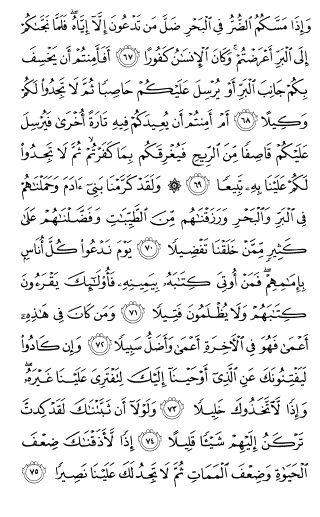 وَإِذَا مَسَّكُمُ ٱلضُّرُّ فِي ٱلْبَحْرِ ضَلَّ مَن تَدْعُونَ إِلَّآ إِيَّاهُ ۖ فَلَمَّا نَجَّىٰكُمْ
إِلَى ٱلْبَرِّ أَعْرَضْتُمْ ۚ وَكَانَ ٱلْإِنسَٰنُ كَفُورًا ٦٧ أَفَأَمِنتُمْ أَن يَخْسِفَ
بِكُمْ جَانِبَ ٱلْبَرِّ أَوْ يُرْسِلَ عَلَيْكُمْ حَاصِبًا ثُمَّ لَا تَجِدُوا۟ لَكُمْ
وَكِيلًا ٦٨ أَمْ أَمِنتُمْ أَن يُعِيدَكُمْ فِيهِ تَارَةً أُخْرَىٰ فَيُرْسِلَ
عَلَيْكُمْ قَاصِفًا مِّنَ ٱلرِّيحِ فَيُغْرِقَكُم بِمَا كَفَرْتُمْ ۙ ثُمَّ لَا تَجِدُوا۟
لَكُمْ عَلَيْنَا بِهِۦ تَبِيعًا ٦٩ ۞ وَلَقَدْ كَرَّمْنَا بَنِيٓ ءَادَمَ وَحَمَلْنَٰهُمْ
فِي ٱلْبَرِّ وَٱلْبَحْرِ وَرَزَقْنَٰهُم مِّنَ ٱلطَّيِّبَٰتِ وَفَضَّلْنَٰهُمْ عَلَىٰ
كَثِيرٍ مِّمَّنْ خَلَقْنَا تَفْضِيلًا ٧٠ يَوْمَ نَدْعُوا۟ كُلَّ أُنَاسٍۭ
بِإِمَٰمِهِمْ ۖ فَمَنْ أُوتِيَ كِتَٰبَهُۥ بِيَمِينِهِۦ فَأُو۟لَٰٓئِكَ يَقْرَءُونَ
كِتَٰبَهُمْ وَلَا يُظْلَمُونَ فَتِيلًا ٧١ وَمَن كَانَ فِي هَٰذِهِۦٓ
أَعْمَىٰ فَهُوَ فِي ٱلْءَاخِرَةِ أَعْمَىٰ وَأَضَلُّ سَبِيلًا ٧٢ وَإِن كَادُوا۟
لَيَفْتِنُونَكَ عَنِ ٱلَّذِيٓ أَوْحَيْنَآ إِلَيْكَ لِتَفْتَرِيَ عَلَيْنَا غَيْرَهُۥ ۖ
وَإِذًا لَّٱتَّخَذُوكَ خَلِيلًا ٧٣ وَلَوْلَآ أَن ثَبَّتْنَٰكَ لَقَدْ كِدتَّ
تَرْكَنُ إِلَيْهِمْ شَيْـًٔا قَلِيلًا ٧٤ إِذًا لَّأَذَقْنَٰكَ ضِعْفَ
ٱلْحَيَوٰةِ وَضِعْفَ ٱلْمَمَاتِ ثُمَّ لَا تَجِدُ لَكَ عَلَيْنَا نَصِيرًا ٧٥